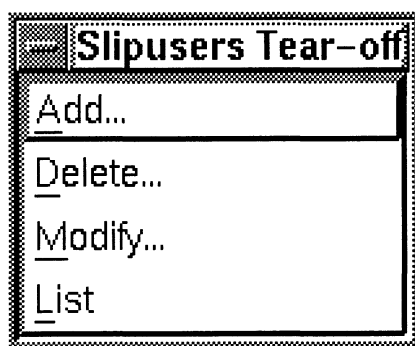 Slipusers Tear-off
Add...
Delete...
Modify...
List